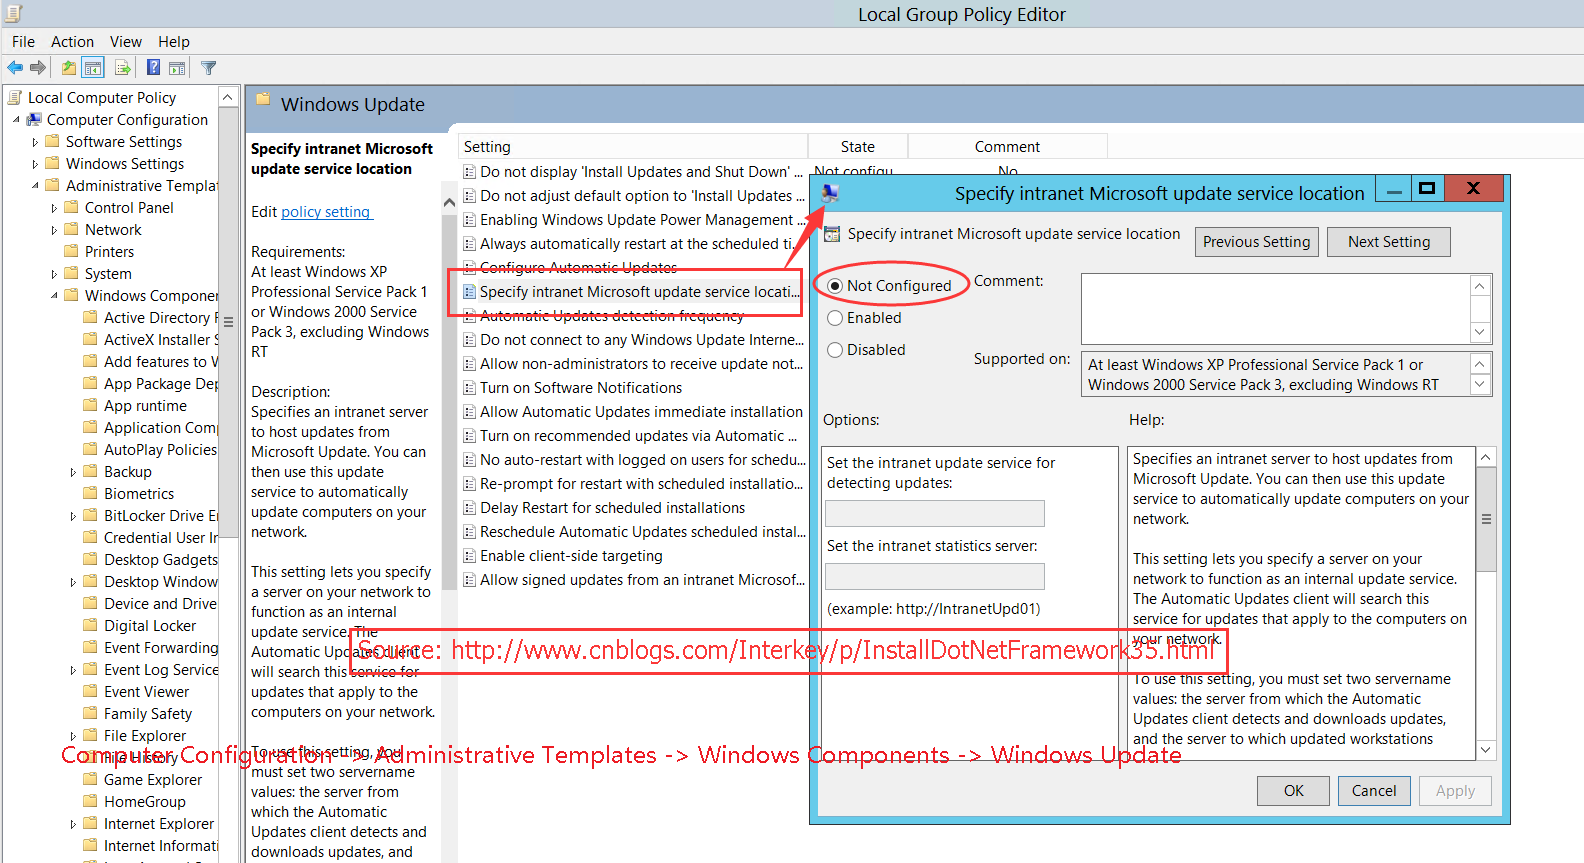 Local Group Policy Editor
File Action View Help
Local Computer Policy
Computer Configuration
Software Settings
Windows Settings
Administrative Templat
Control Panel
Network
Printers
System
Windows Componer
Active Directory F
ActiveX Installer S
Add features to W
App Package Dep
App runtime
Application Comp
AutoPlay Policies
Backup
Biometrics
BitLocker Drive En
Credential User In
Desktop Gadgets
Desktop Window
Device and Drive
Digital Locker
Event Forwarding
Event Log Service
Event Viewer
Family Safety
File Explorer
File History
Game Explorer
HomeGroup
Internet Explorer
Internet Informati
Windows Update
Specify intranet Microsoft
update service location
Edit policy setting
Requirements:
At least Windows XP
Professional Service Pack 1
or Windows 2000 Service
Pack 3, excluding Windows
RT
Description:
Specifies an intranet server
to host updates from
Microsoft Update. You can
then use this update
service to automatically
update computers on your
network.
This setting lets you specify
a server on your network to
function as an internal
update service. The
Automatic Updates client
will search this service for
updates that apply to the
computers on your network.
To use this setting, you
must set two servername
values: the server from
which the Automatic
Updates client detects and
downloads updates, and
Setting State Comment
Do not display 'Install Updates and Shut Down' ... Not configu No
Do not adjust default option to 'Install Updates ...
Enabling Windows Update Power Management ...
Always automatically restart at the scheduled ti...
Configure Automatic Updates
Specify intranet Microsoft update service locati...
Automatic Updates detection frequency
Do not connect to any Windows Update Interne...
Allow non-administrators to receive update not...
Turn on Software Notifications
Allow Automatic Updates immediate installation
Turn on recommended updates via Automatic ...
No auto-restart with logged on users for schedu...
Re-prompt for restart with scheduled installatio...
Delay Restart for scheduled installations
Reschedule Automatic Updates scheduled instal...
Enable client-side targeting
Allow signed updates from an intranet Microsof...
Specify intranet Microsoft update service location
Specify intranet Microsoft update service location
Previous Setting Next Setting
Not Configured
Enabled
Disabled
Comment:
Supported on:
At least Windows XP Professional Service Pack 1 or
Windows 2000 Service Pack 3, excluding Windows RT
Options:
Help:
Set the intranet update service for
detecting updates:
Set the intranet statistics server:
(example: http://IntranetUpd01)
Specifies an intranet server to host updates from
Microsoft Update. You can then use this update
service to automatically update computers on your
network.
This setting lets you specify a server on your
network to function as an internal update service.
The Automatic Updates client will search this
service for updates that apply to the computers on
your network.
To use this setting, you must set two servername
values: the server from which the Automatic
Updates client detects and downloads updates,
and the server to which updated workstations
OK Cancel Apply
Source: http://www.cnblogs.com/Interkey/p/InstallDotNetFramework35.html
Computer Configuration -> Administrative Templates -> Windows Components -> Windows Update